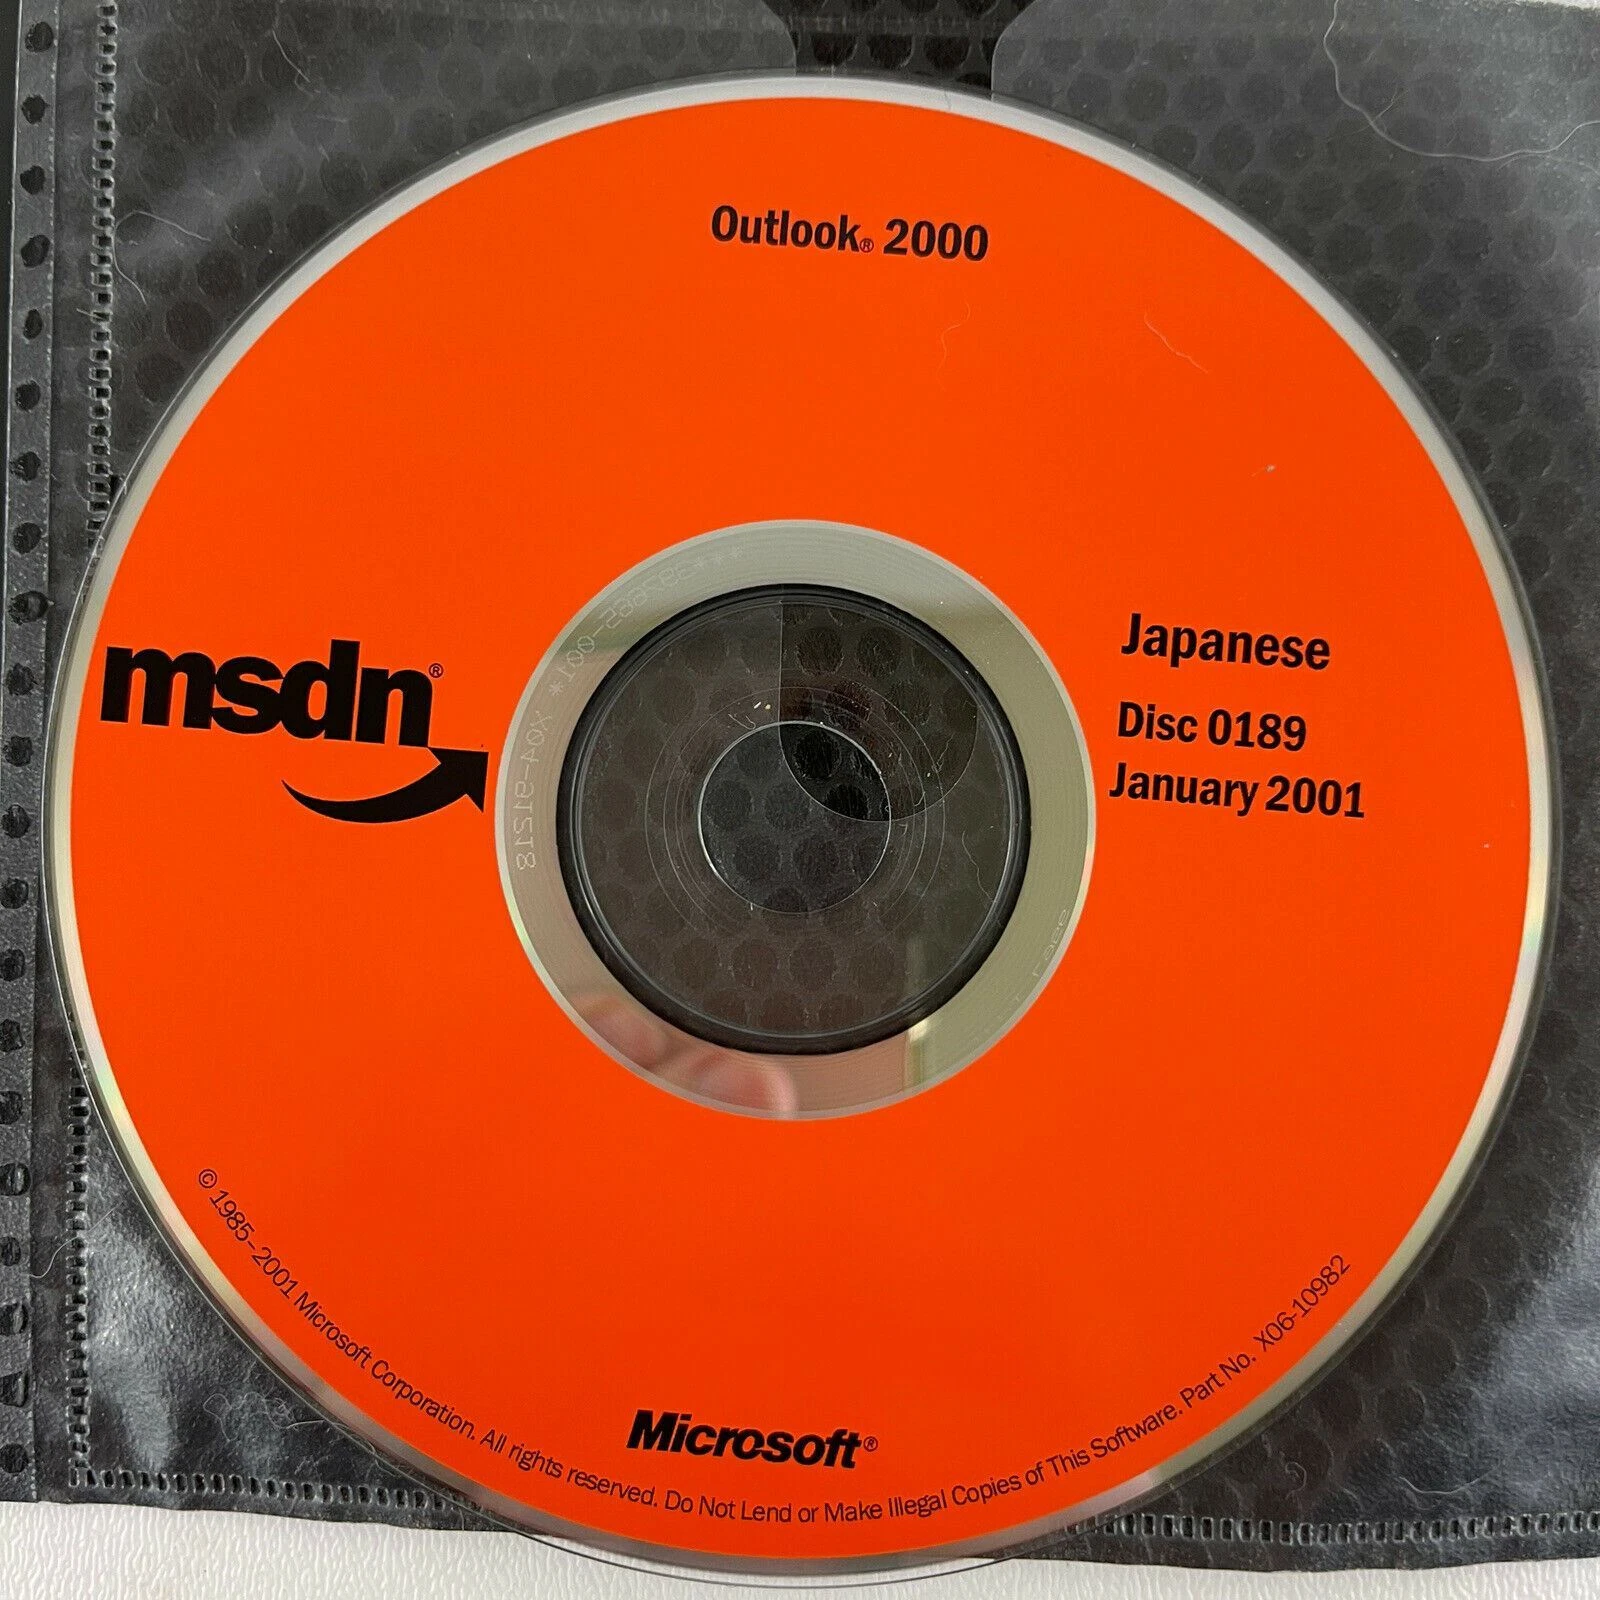 Outlook® 2000
msdn®
Japanese
Disc 0189
January 2001
Microsoft®
© 1985–2001 Microsoft Corporation. All rights reserved. Do Not Lend or Make Illegal Copies of This Software. Part No. X06-10982